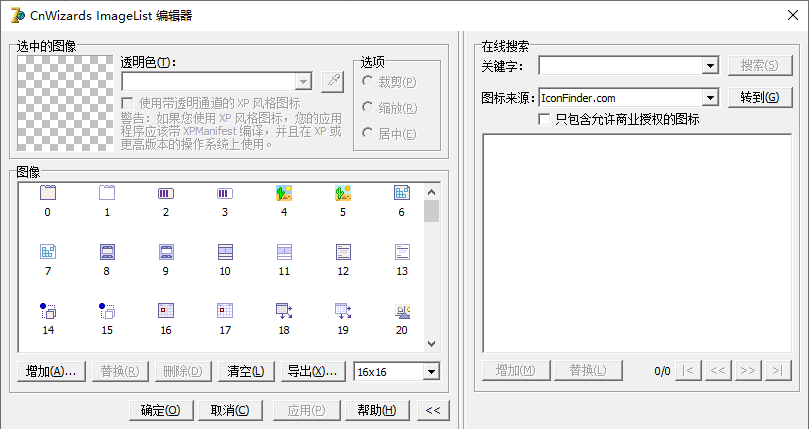 CnWizards ImageList 编辑器
选中的图像
透明色(T):
使用带透明通道的 XP 风格图标
警告：如果您使用 XP 风格图标，您的应用
程序应该带 XPManifest 编译，并且在 XP 或
更高版本的操作系统上使用。
选项
裁剪(P)
缩放(R)
居中(E)
图像
0 1 2 3 4 5 6
7 8 9 10 11 12 13
14 15 16 17 18 19 20
增加(A)... 替换(R) 删除(D) 清空(L) 导出(X)... 16x16
确定(O) 取消(C) 应用(P) 帮助(H) <<
在线搜索
关键字： 搜索(S)
图标来源： IconFinder.com 转到(G)
只包含允许商业授权的图标
增加(M) 替换(L) 0/0 |< << >> >|